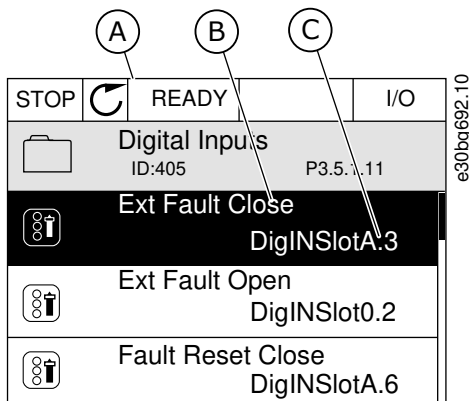 A B C
STOP READY I/O
Digital Inputs
ID:405 P3.5.1.11
Ext Fault Close
DigINSlotA.3
Ext Fault Open
DigINSlot0.2
Fault Reset Close
DigINSlotA.6
e30bg692.10